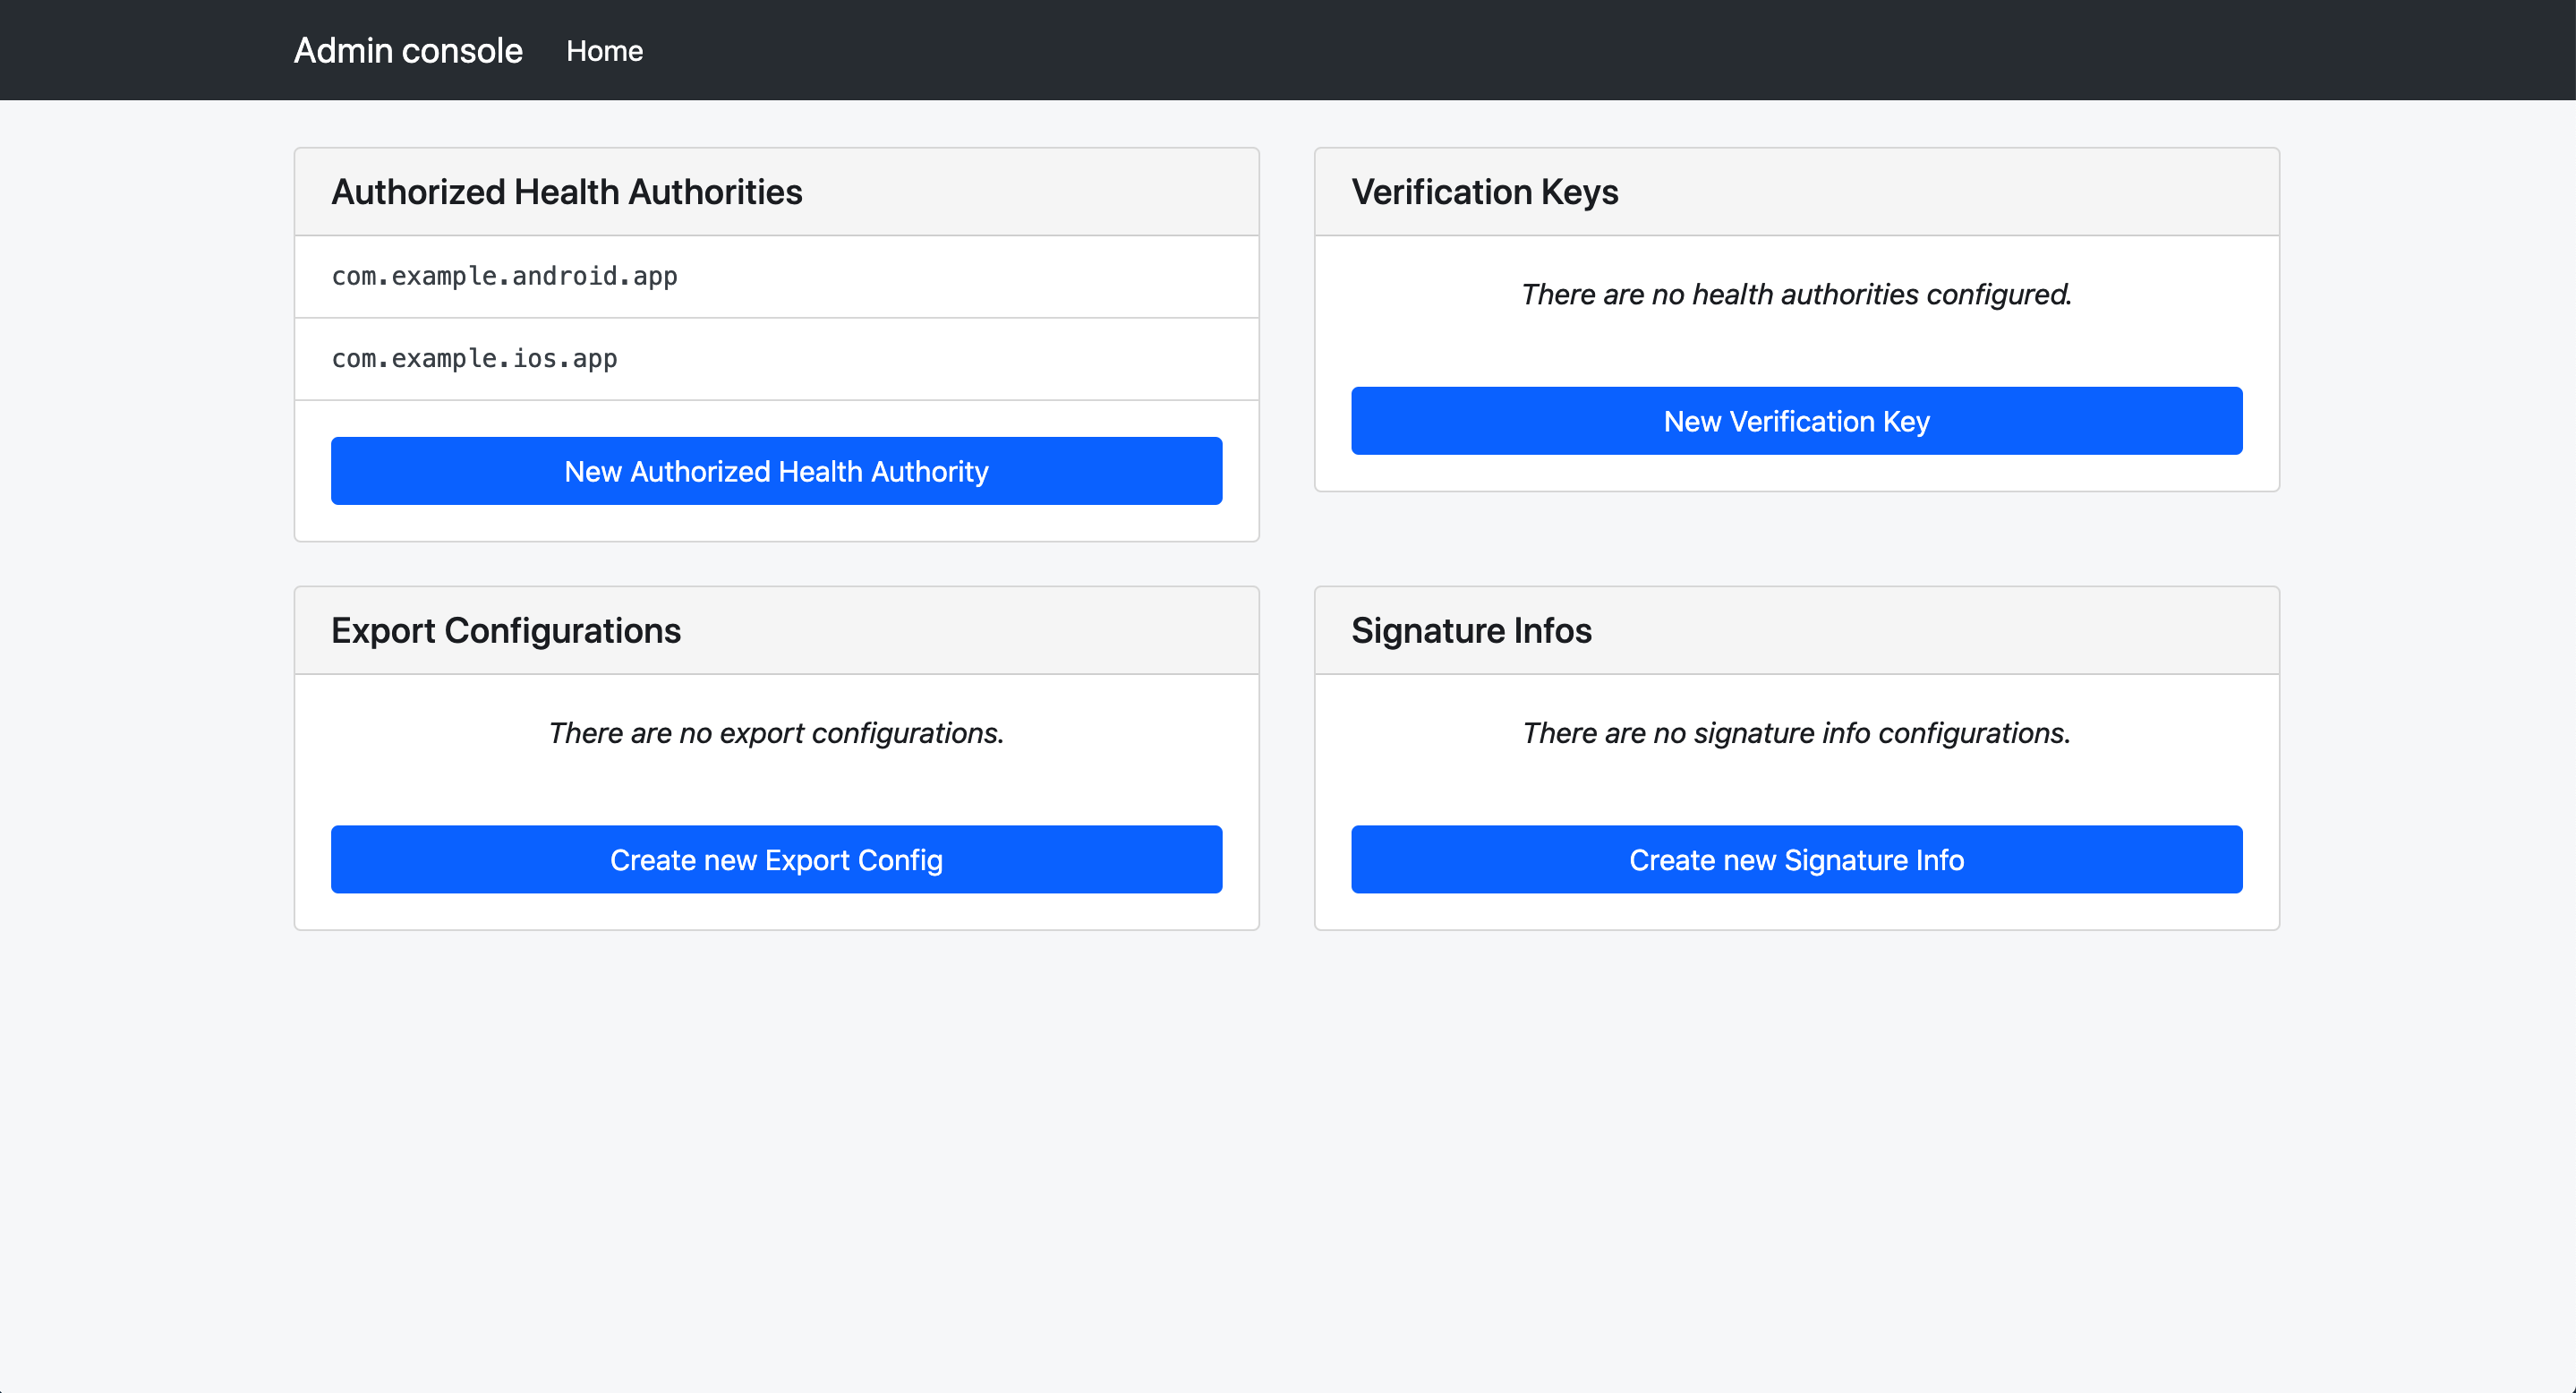 Admin console Home
Authorized Health Authorities
com.example.android.app
com.example.ios.app
New Authorized Health Authority
Verification Keys
There are no health authorities configured.
New Verification Key
Export Configurations
There are no export configurations.
Create new Export Config
Signature Infos
There are no signature info configurations.
Create new Signature Info